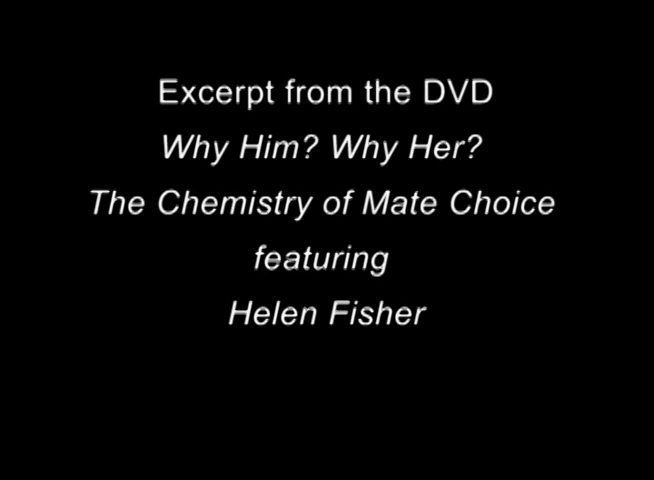 Excerpt from the DVD
Why Him? Why Her?
The Chemistry of Mate Choice
featuring
Helen Fisher